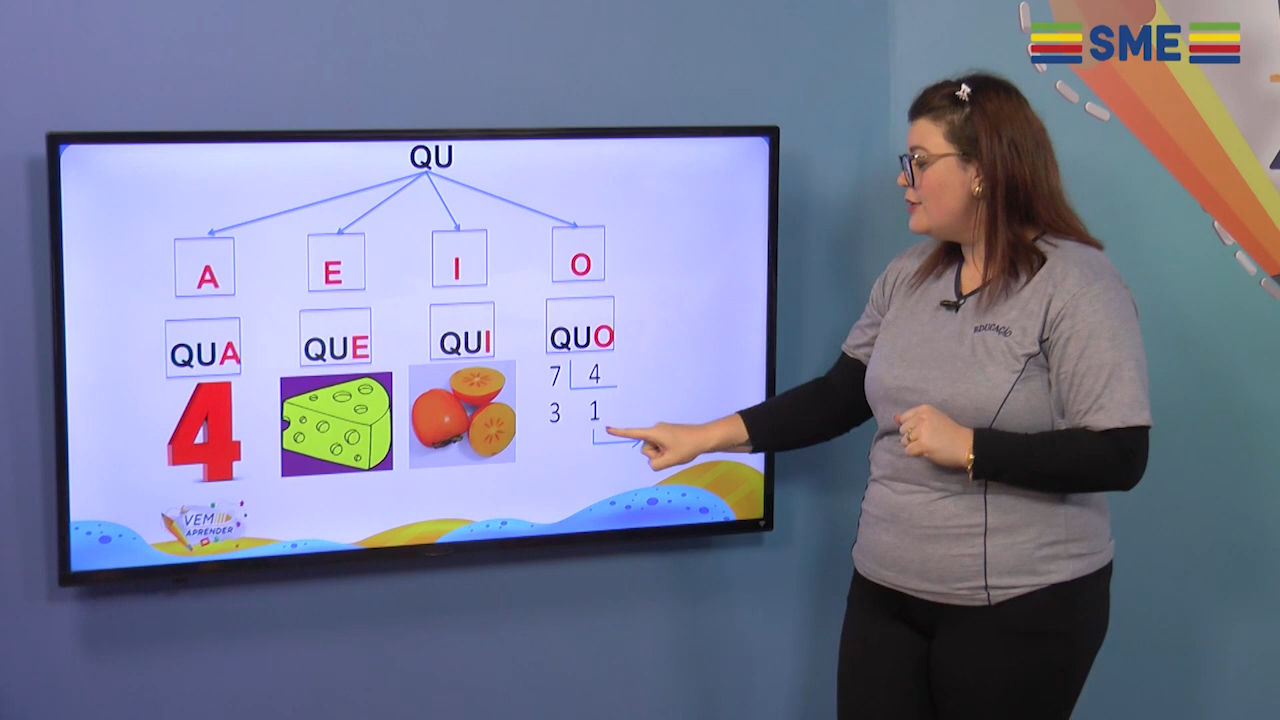 SME
QU
A E I O
QUA QUE QUI QUO
7 4
3 1
4
EDUCAÇÃO
VEM
APRENDER